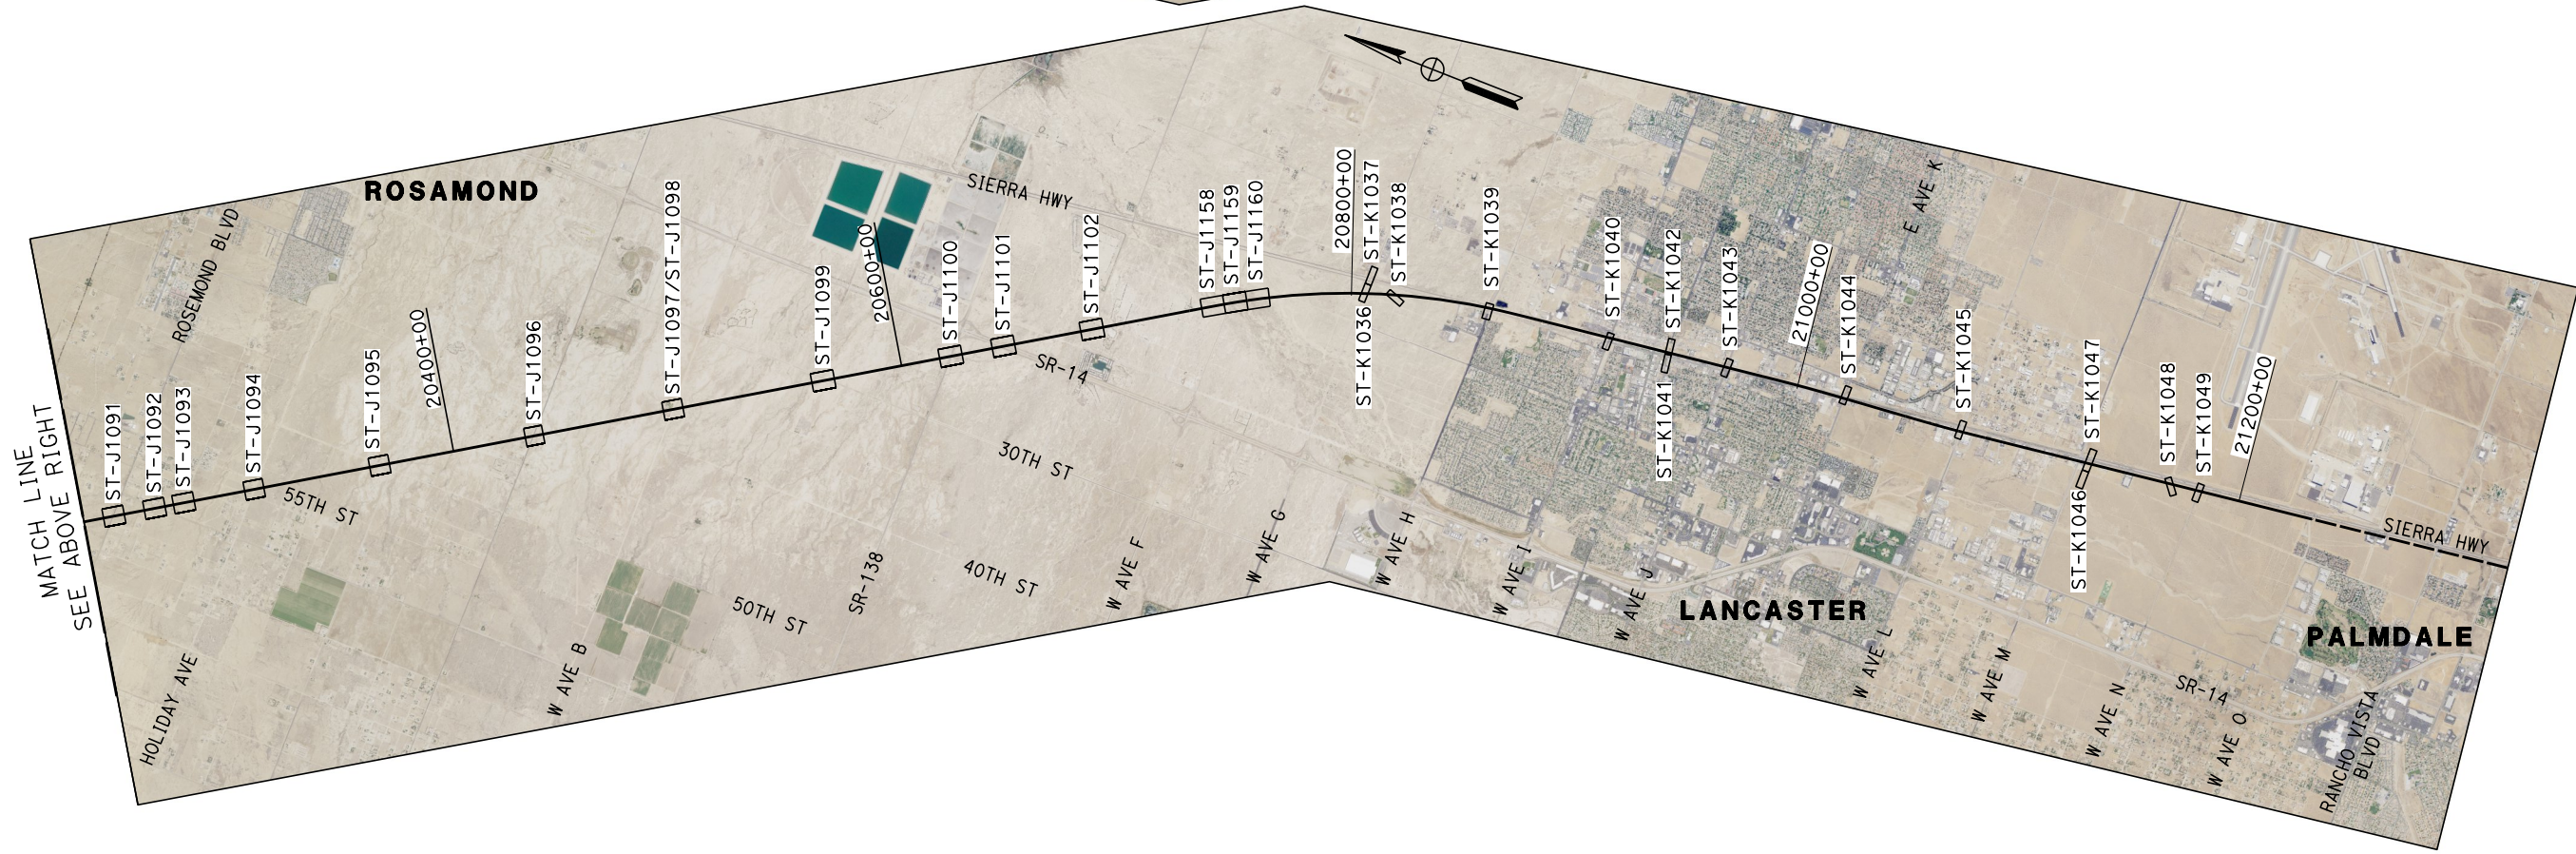 ROSAMOND
ROSEMOND BLVD
SIERRA HWY
E AVE K
MATCH LINE
SEE ABOVE RIGHT
ST-J1091
ST-J1092
ST-J1093
ST-J1094
ST-J1095
20400+00
ST-J1096
ST-J1097/ST-J1098
ST-J1099
20600+00
ST-J1100
ST-J1101
ST-J1102
ST-J1158
ST-J1159
ST-J1160
20800+00
ST-K1037
ST-K1036
ST-K1038
ST-K1039
ST-K1040
ST-K1042
ST-K1041
ST-K1043
21000+00
ST-K1044
ST-K1045
ST-K1047
ST-K1046
ST-K1048
ST-K1049
21200+00
SIERRA HWY
55TH ST
SR-14
30TH ST
40TH ST
50TH ST
HOLIDAY AVE
W AVE B
SR-138
W AVE F
W AVE G
W AVE H
W AVE I
W AVE J
LANCASTER
W AVE L
W AVE M
W AVE N
SR-14
W AVE O
PALMDALE
RANCHO VISTA
BLVD